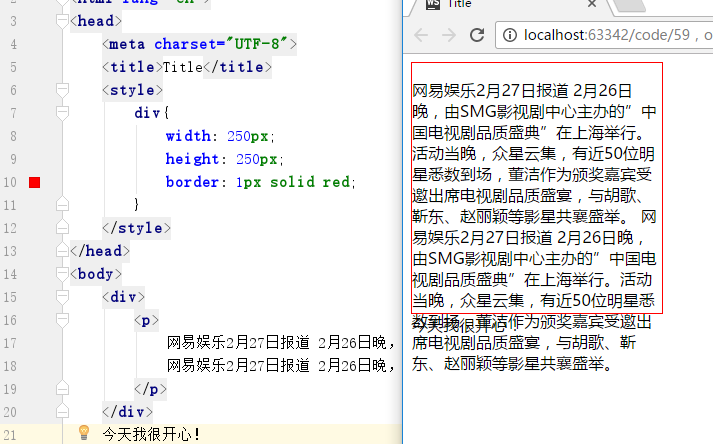 <head>
<meta charset="UTF-8">
<title>Title</title>
<style>
div{
width: 250px;
height: 250px;
border: 1px solid red;
}
</style>
</head>
<body>
<div>
<p>
网易娱乐2月27日报道 2月26日晚,
网易娱乐2月27日报道 2月26日晚,
</p>
</div>
今天我很开心!
3
4
5
6
7
8
9
10
11
12
13
14
15
16
17
18
19
20
21
Title
localhost:63342/code/59，o
网易娱乐2月27日报道 2月26日
晚，由SMG影视剧中心主办的”中
国电视剧品质盛典”在上海举行。
活动当晚，众星云集，有近50位明
星悉数到场，董洁作为颁奖嘉宾受
邀出席电视剧品质盛宴，与胡歌、
靳东、赵丽颖等影星共襄盛举。 网
易娱乐2月27日报道 2月26日晚，
由SMG影视剧中心主办的”中国电
视剧品质盛典”在上海举行。活动
当晚，众星云集，有近50位明星悉
数到场，董洁作为颁奖嘉宾受邀出
今天我很开心！
席电视剧品质盛宴，与胡歌、靳
东、赵丽颖等影星共襄盛举。